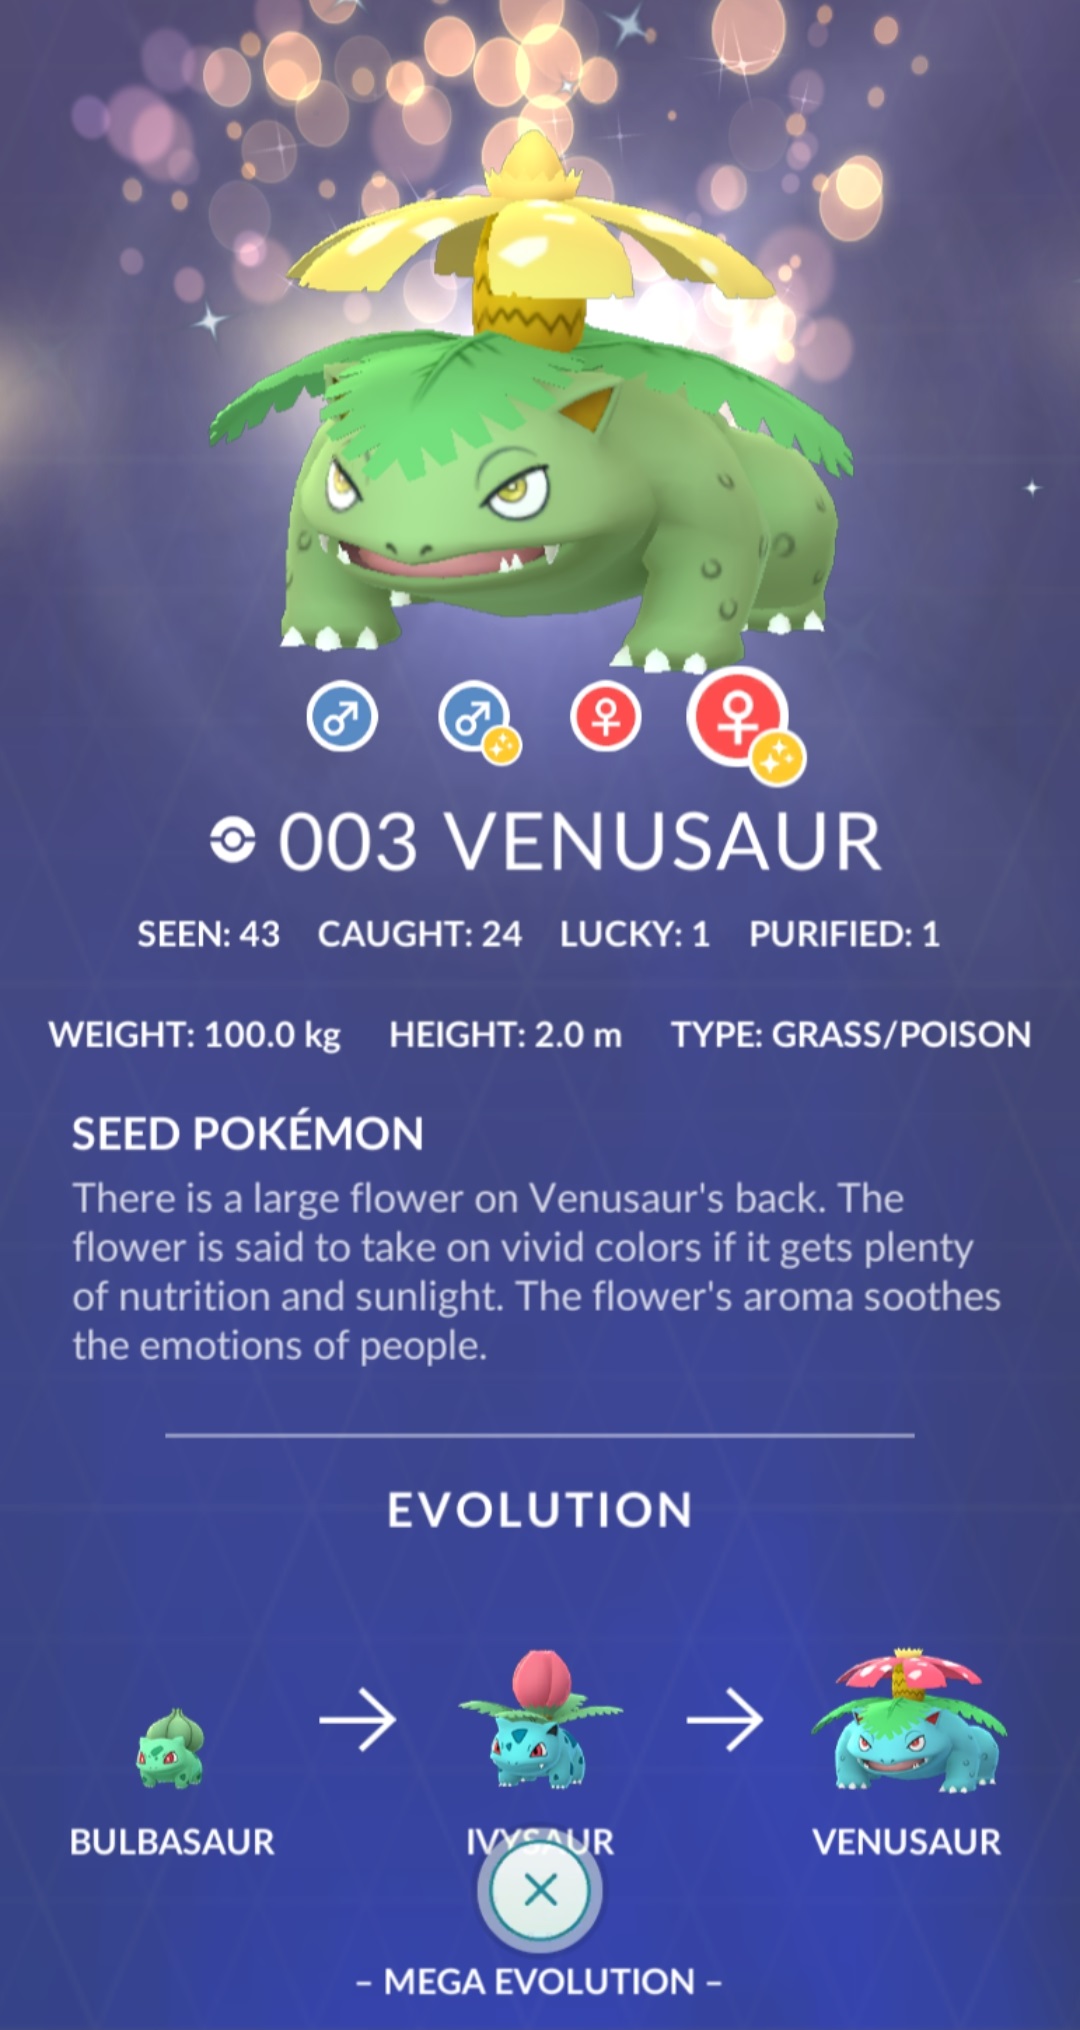 003 VENUSAUR
SEEN: 43 CAUGHT: 24 LUCKY: 1 PURIFIED: 1
WEIGHT: 100.0 kg HEIGHT: 2.0 m TYPE: GRASS/POISON
SEED POKÉMON
There is a large flower on Venusaur's back. The
flower is said to take on vivid colors if it gets plenty
of nutrition and sunlight. The flower's aroma soothes
the emotions of people.
EVOLUTION
BULBASAUR IVYSAUR VENUSAUR
– MEGA EVOLUTION –